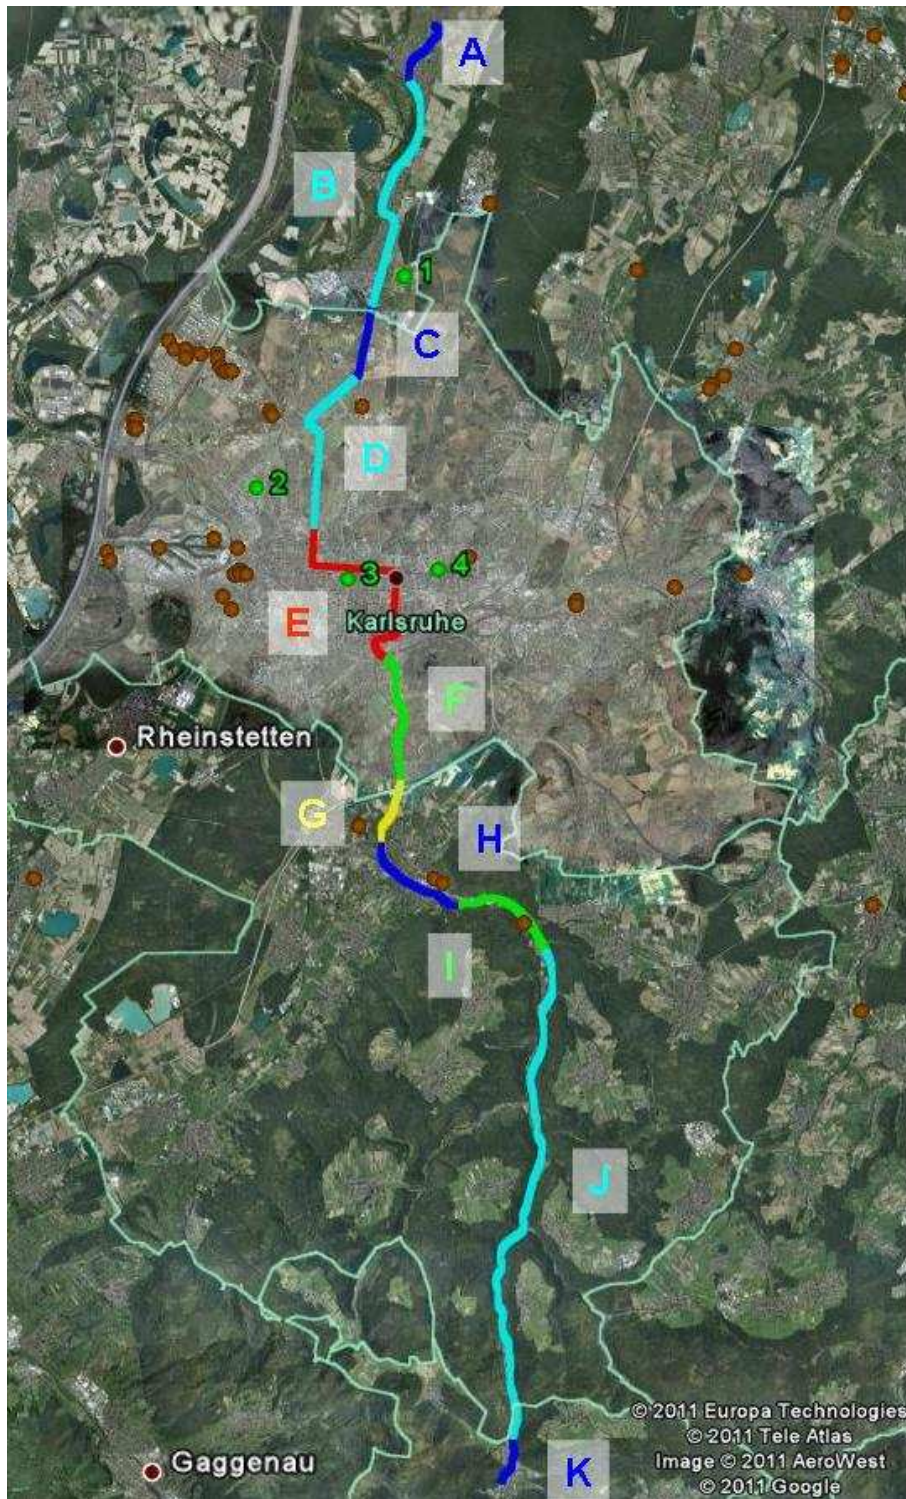 A
B
1
C
D
2
3
4
E
Karlsruhe
F
Rheinstetten
G
H
I
J
© 2011 Europa Technologies
© 2011 Tele Atlas
Image © 2011 AeroWest
© 2011 Google
Gaggenau
K